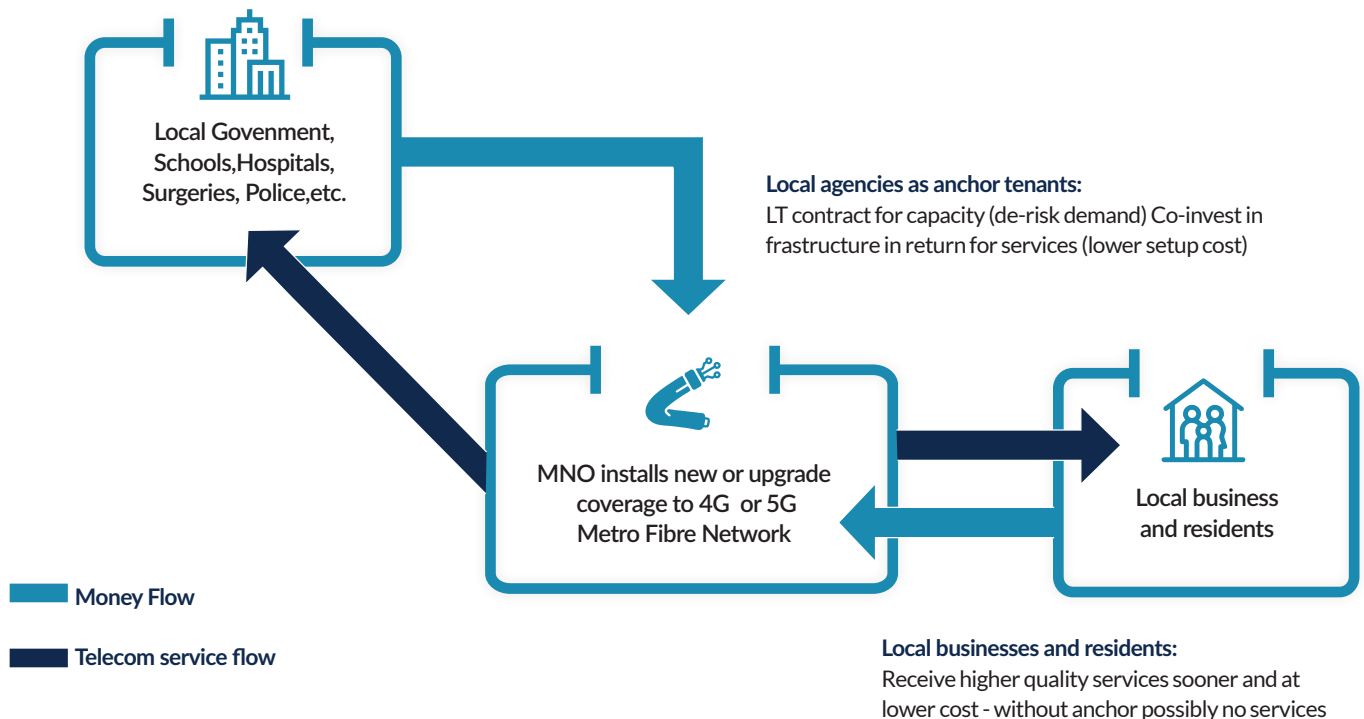 Local Govenment,
Schools,Hospitals,
Surgeries, Police,etc.
Local agencies as anchor tenants:
LT contract for capacity (de-risk demand) Co-invest in
frastructure in return for services (lower setup cost)
MNO installs new or upgrade
coverage to 4G or 5G
Metro Fibre Network
Local business
and residents
Money Flow
Telecom service flow
Local businesses and residents:
Receive higher quality services sooner and at
lower cost - without anchor possibly no services